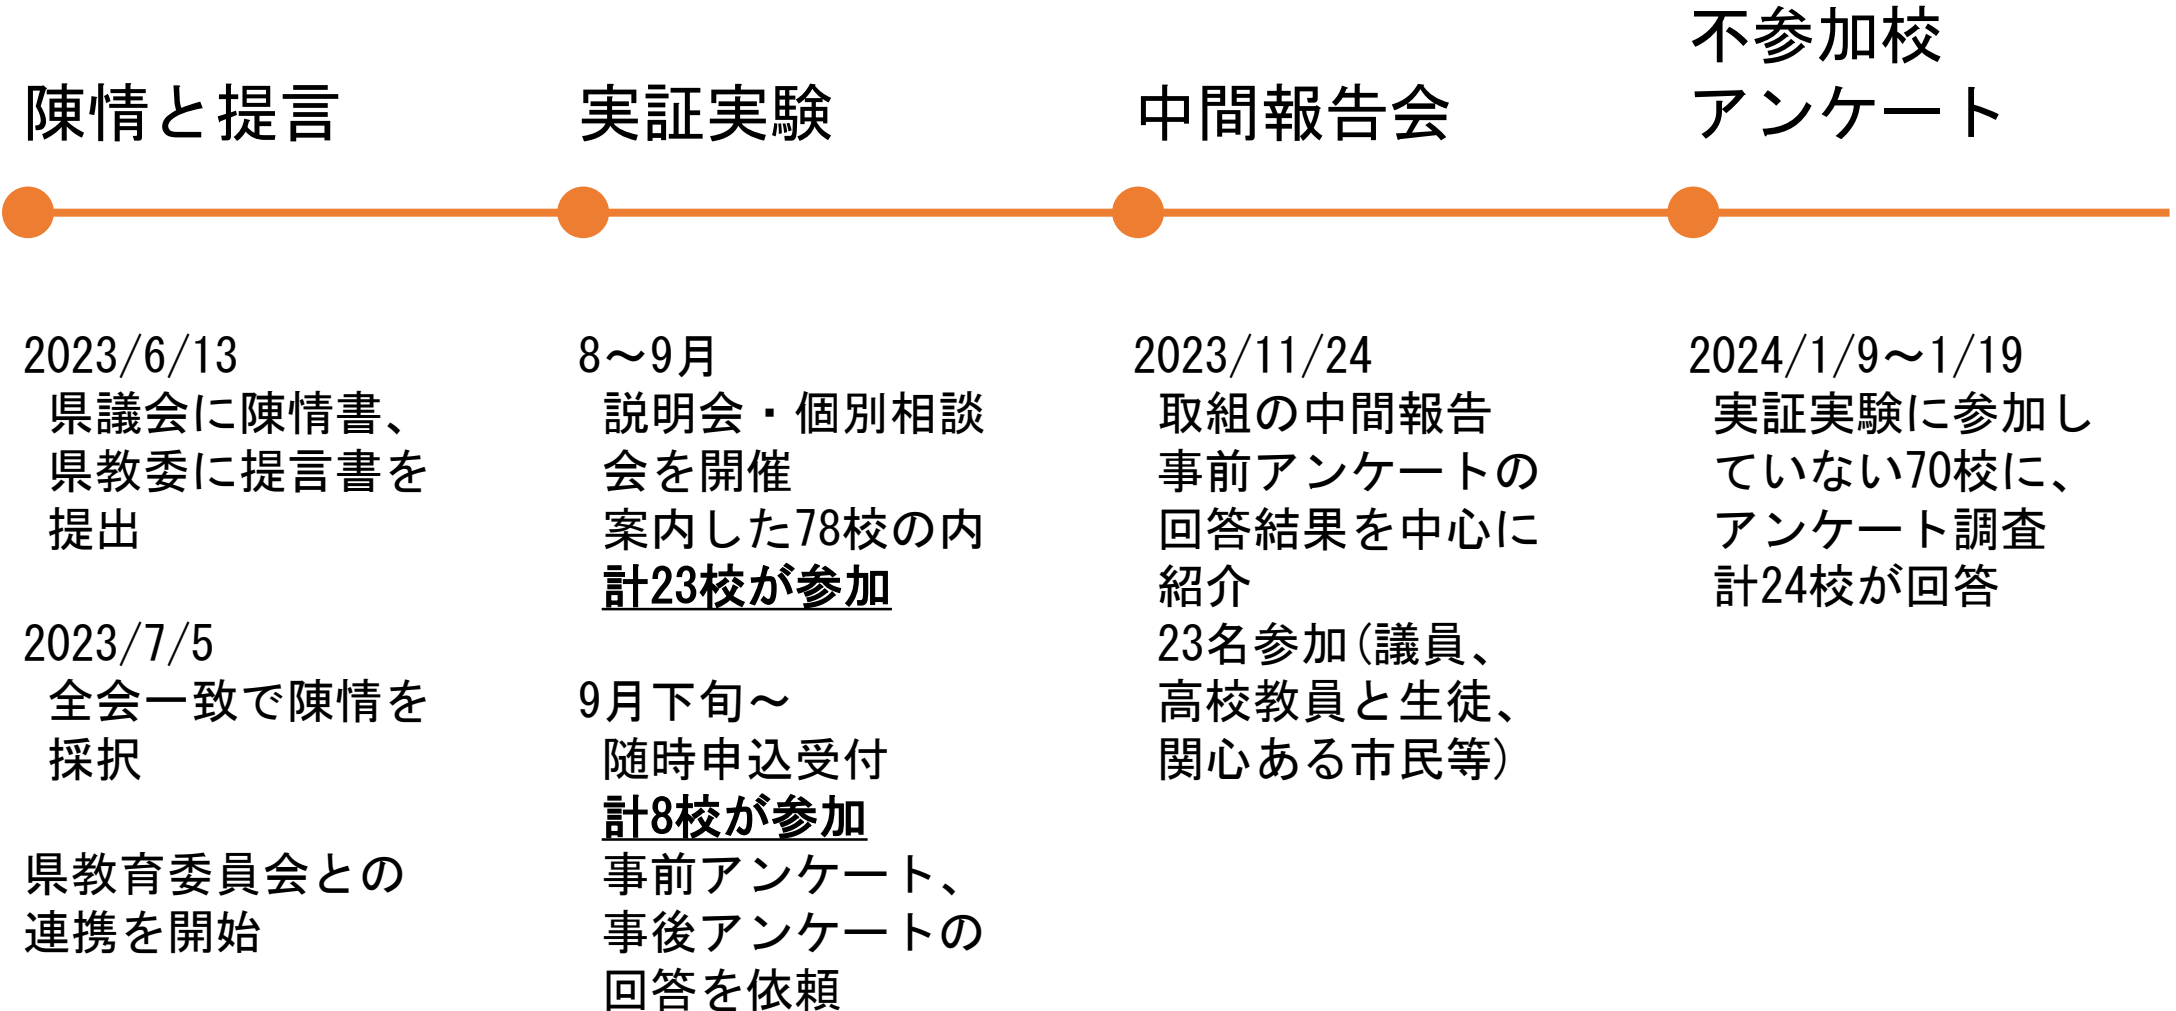 陳情と提言
2023/6/13
県議会に陳情書、
県教委に提言書を
提出
2023/7/5
全会一致で陳情を
採択
県教育委員会との
連携を開始
実証実験
8～9月
説明会・個別相談
会を開催
案内した78校の内
計23校が参加
9月下旬～
随時申込受付
計8校が参加
事前アンケート、
事後アンケートの
回答を依頼
中間報告会
2023/11/24
取組の中間報告
事前アンケートの
回答結果を中心に
紹介
23名参加(議員、
高校教員と生徒、
関心ある市民等)
不参加校
アンケート
2024/1/9～1/19
実証実験に参加し
ていない70校に、
アンケート調査
計24校が回答